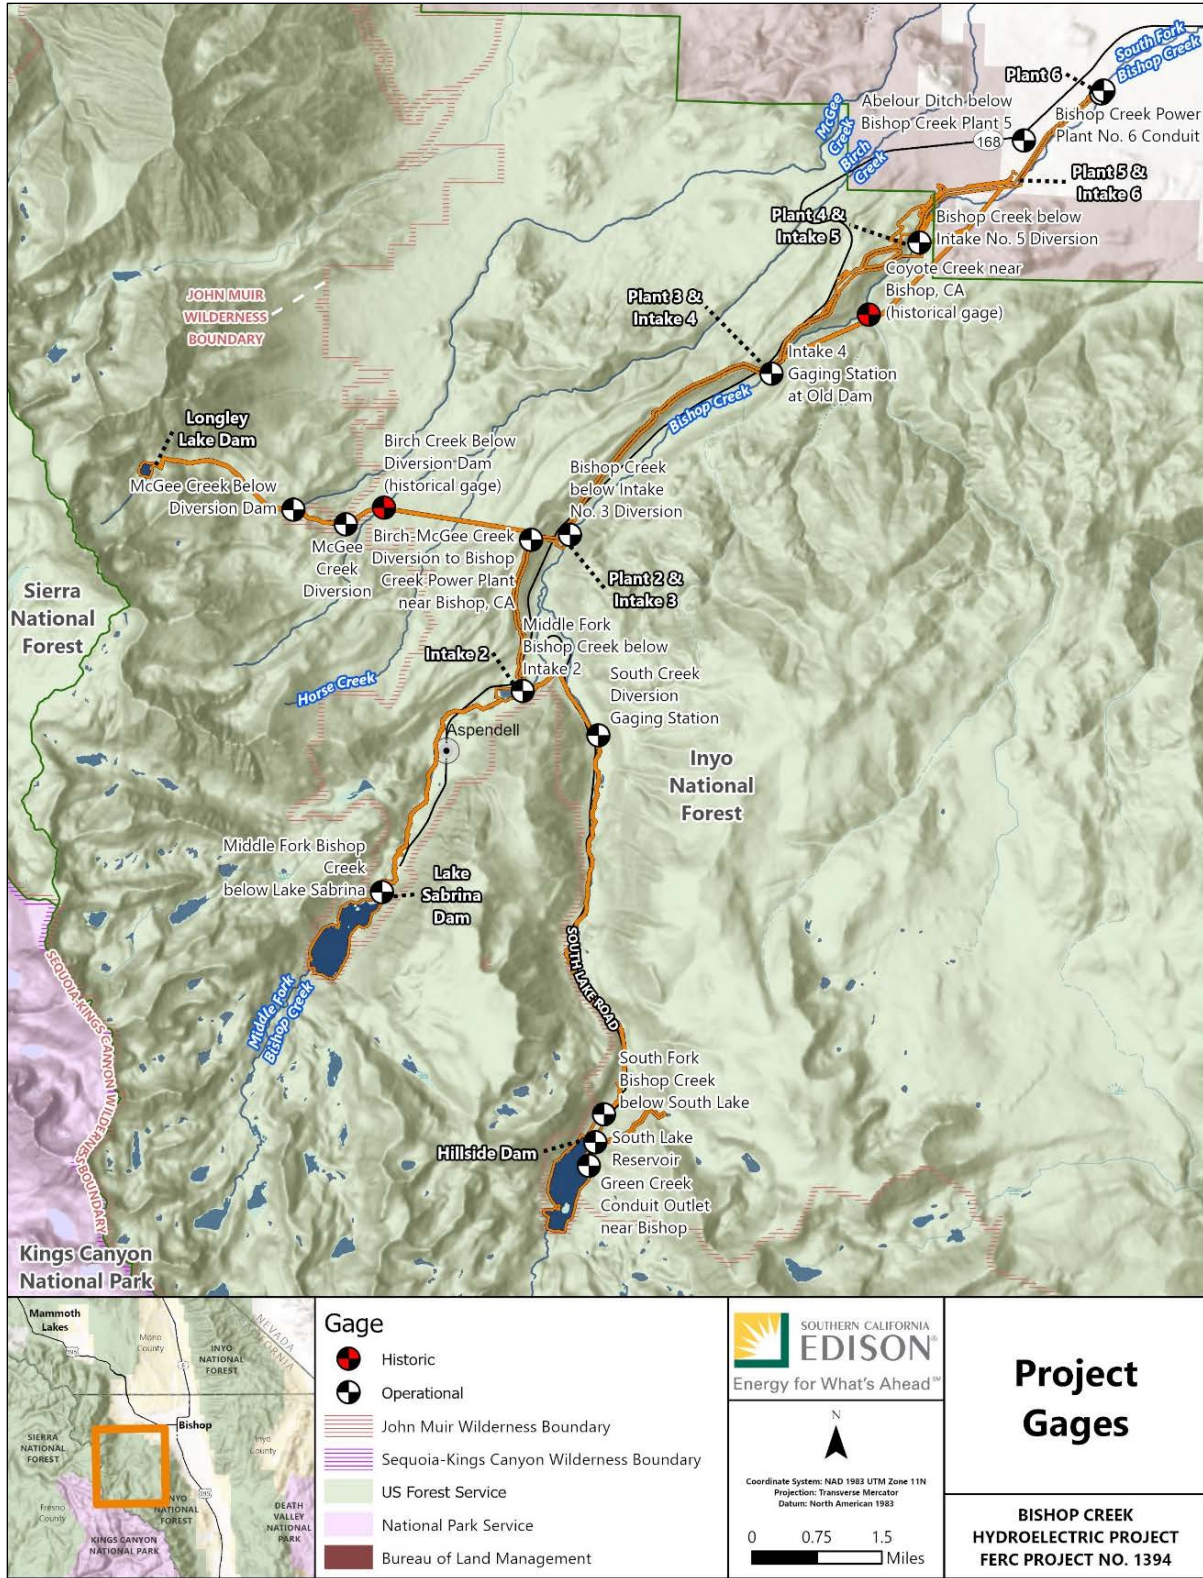 South Fork
Bishop Creek
Plant 6
Abelour Ditch below
Bishop Creek Plant 5
McGee
Creek
Birch
Creek
168
Bishop Creek Power
Plant No. 6 Conduit
Plant 5 &
Intake 6
Plant 4 &
Intake 5
Bishop Creek below
Intake No. 5 Diversion
Coyote Creek near
Bishop, CA
(historical gage)
JOHN MUIR
WILDERNESS
BOUNDARY
Plant 3 &
Intake 4
Intake 4
Gaging Station
at Old Dam
Bishop Creek
Longley
Lake Dam
McGee Creek Below
Diversion Dam
Birch Creek Below
Diversion Dam
(historical gage)
Bishop Creek
below Intake
No. 3 Diversion
McGee
Creek
Diversion
Birch-McGee Creek
Diversion to Bishop
Creek Power Plant
near Bishop, CA
Plant 2 &
Intake 3
Sierra
National
Forest
Middle Fork
Bishop Creek below
Intake 2
Intake 2
Horse Creek
South Creek
Diversion
Gaging Station
Aspendell
Inyo
National
Forest
Middle Fork Bishop
Creek
below Lake Sabrina
Lake
Sabrina
Dam
SOUTH LAKE ROAD
Middle Fork
Bishop Creek
SEQUOIA-KINGS CANYON WILDERNESS BOUNDARY
South Fork
Bishop Creek
below South Lake
Hillside Dam
South Lake
Reservoir
Green Creek
Conduit Outlet
near Bishop
Kings Canyon
National Park
Mammoth
Lakes
Mono
County
NEVADA
CALIFORNIA
395
6
INYO
NATIONAL
FOREST
Bishop
SIERRA
NATIONAL
FOREST
Inyo
County
Fresno
County
INYO
NATIONAL
FOREST
395
KINGS CANYON
NATIONAL PARK
DEATH
VALLEY
NATIONAL
PARK
Gage
Historic
Operational
John Muir Wilderness Boundary
Sequoia-Kings Canyon Wilderness Boundary
US Forest Service
National Park Service
Bureau of Land Management
SOUTHERN CALIFORNIA
EDISON®
Energy for What's Ahead℠
N
Coordinate System: NAD 1983 UTM Zone 11N
Projection: Transverse Mercator
Datum: North American 1983
0 0.75 1.5
Miles
Project
Gages
BISHOP CREEK
HYDROELECTRIC PROJECT
FERC PROJECT NO. 1394